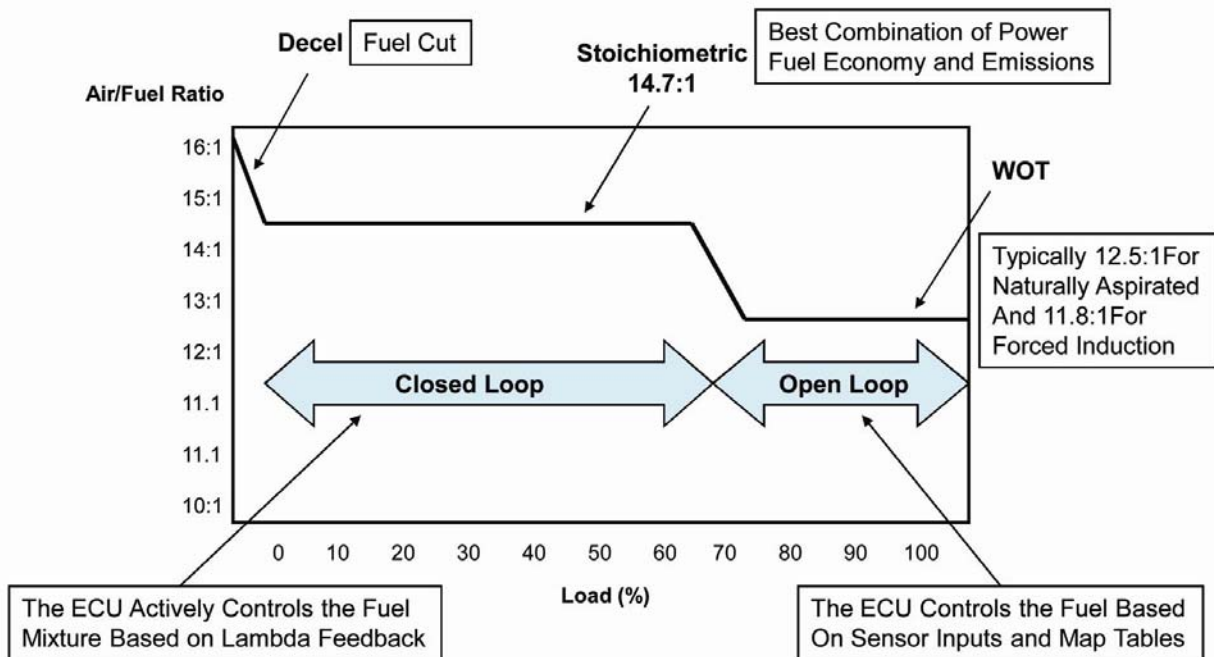 Decel
Fuel Cut
Stoichiometric
14.7:1
Best Combination of Power
Fuel Economy and Emissions
Air/Fuel Ratio
16:1
15:1
14:1
13:1
12:1
11.1
11.1
10:1
WOT
Typically 12.5:1For
Naturally Aspirated
And 11.8:1For
Forced Induction
Closed Loop
Open Loop
0 10 20 30 40 50 60 70 80 90 100
Load (%)
The ECU Actively Controls the Fuel
Mixture Based on Lambda Feedback
The ECU Controls the Fuel Based
On Sensor Inputs and Map Tables